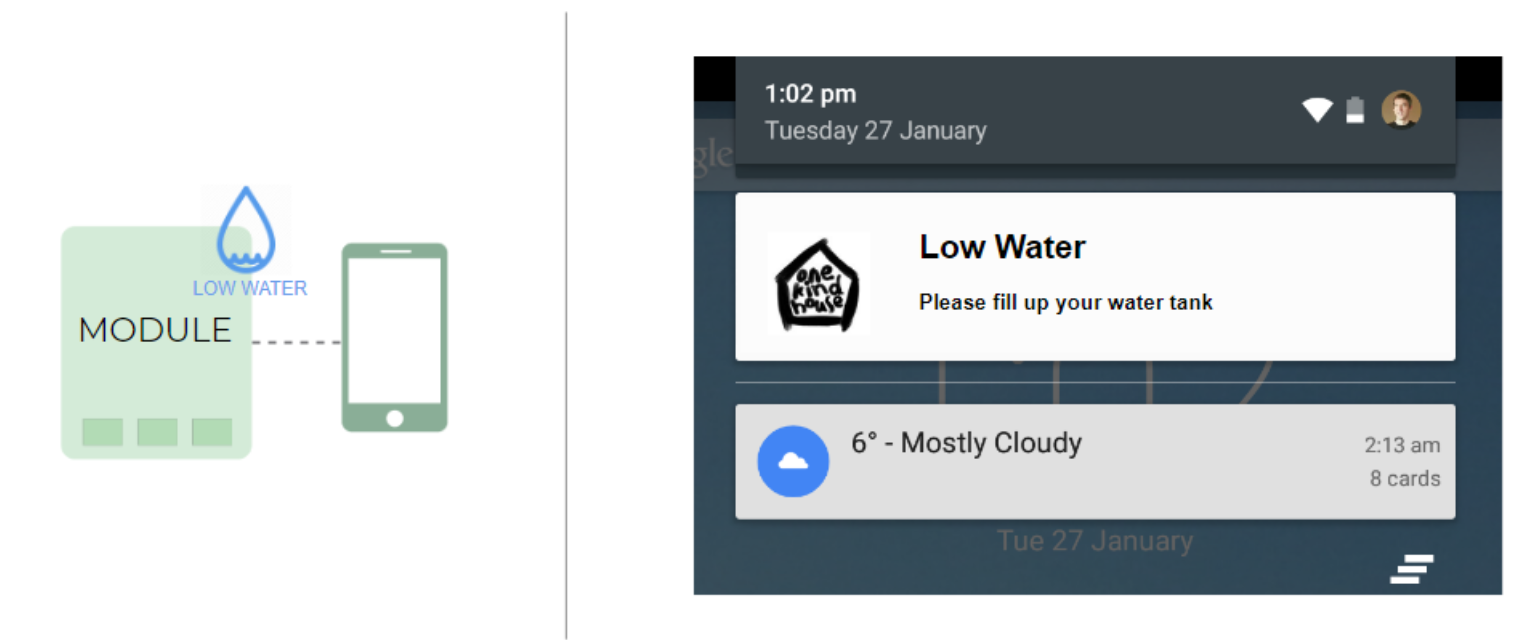 LOW WATER
MODULE
1:02 pm
Tuesday 27 January
gle
Low Water
one
kind
house
Please fill up your water tank
6° - Mostly Cloudy
2:13 am
8 cards
Tue 27 January